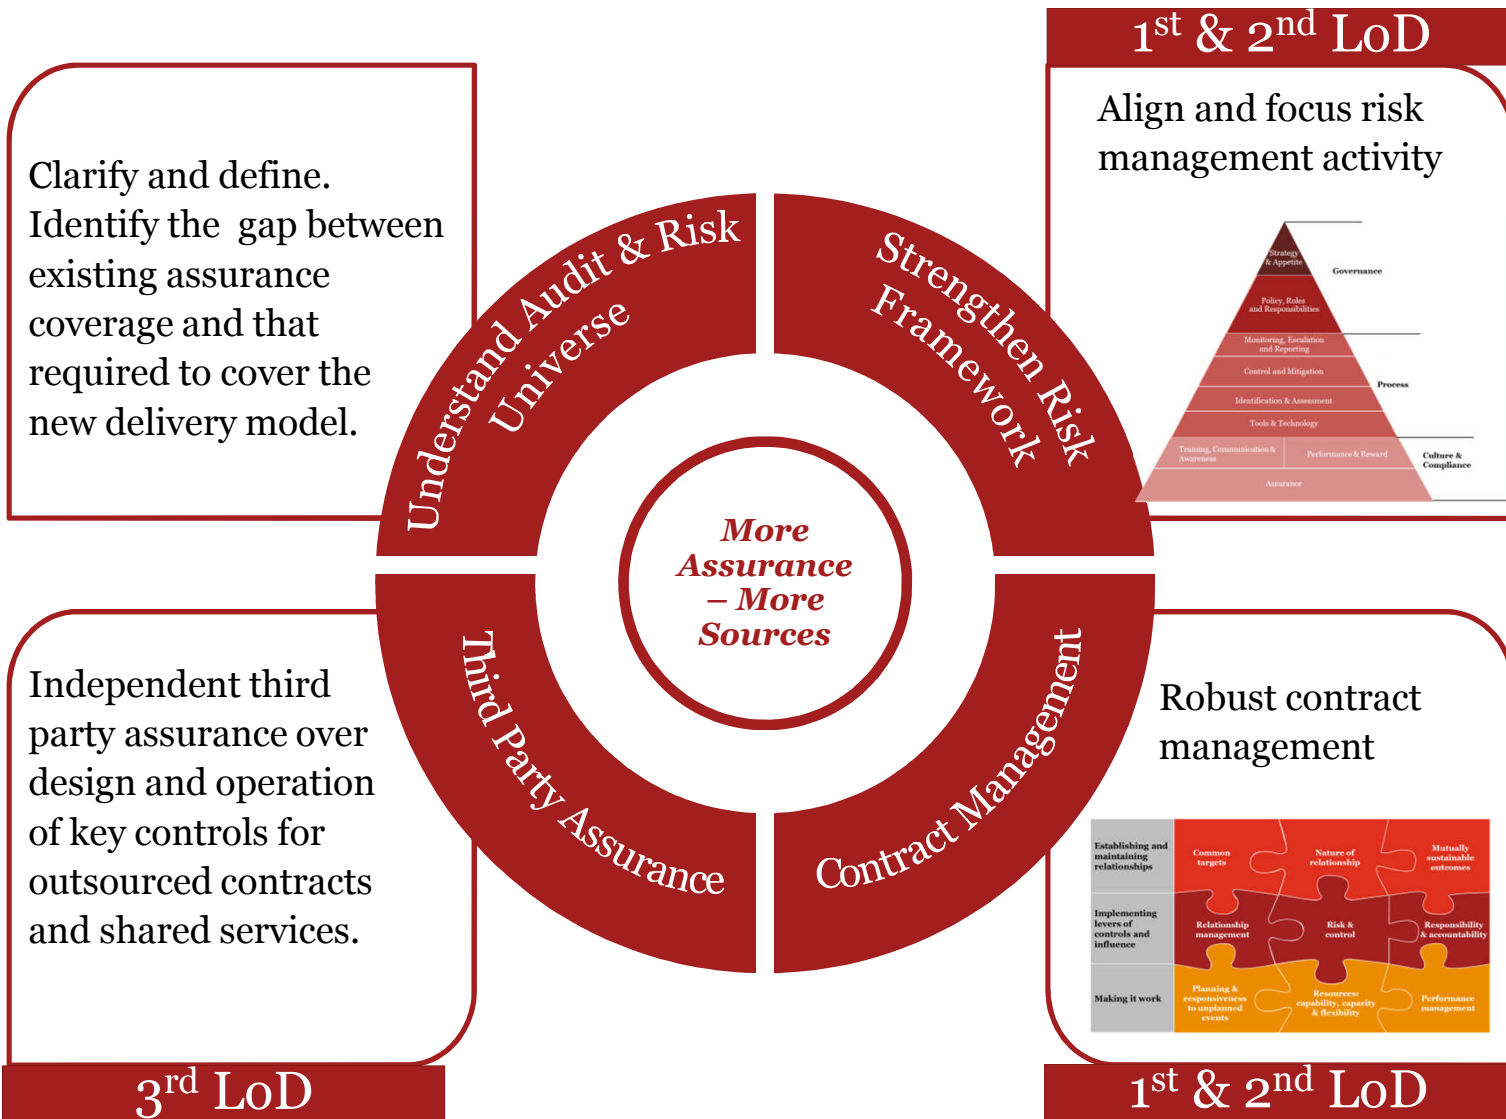 1st & 2nd LoD
Clarify and define.
Identify the gap between
existing assurance
coverage and that
required to cover the
new delivery model.
Align and focus risk
management activity
Strategy
& Appetite
Governance
Policy, Roles
and Responsibilities
Monitoring, Escalation
and Reporting
Control and Mitigation
Process
Identification & Assessment
Tools & Technology
Training, Communication &
Awareness
Performance & Reward
Culture &
Compliance
Assurance
Understand Audit & Risk
Universe
Strengthen Risk
Framework
More
Assurance
– More
Sources
Third Party Assurance
Contract Management
Independent third
party assurance over
design and operation
of key controls for
outsourced contracts
and shared services.
3rd LoD
Robust contract
management
Establishing and
maintaining
relationships
Common
targets
Nature of
relationship
Mutually
sustainable
outcomes
Implementing
levers of
controls and
influence
Relationship
management
Risk &
control
Responsibility
& accountability
Making it work
Planning &
responsiveness
to unplanned
events
Resources:
capability, capacity
& flexibility
Performance
management
1st & 2nd LoD